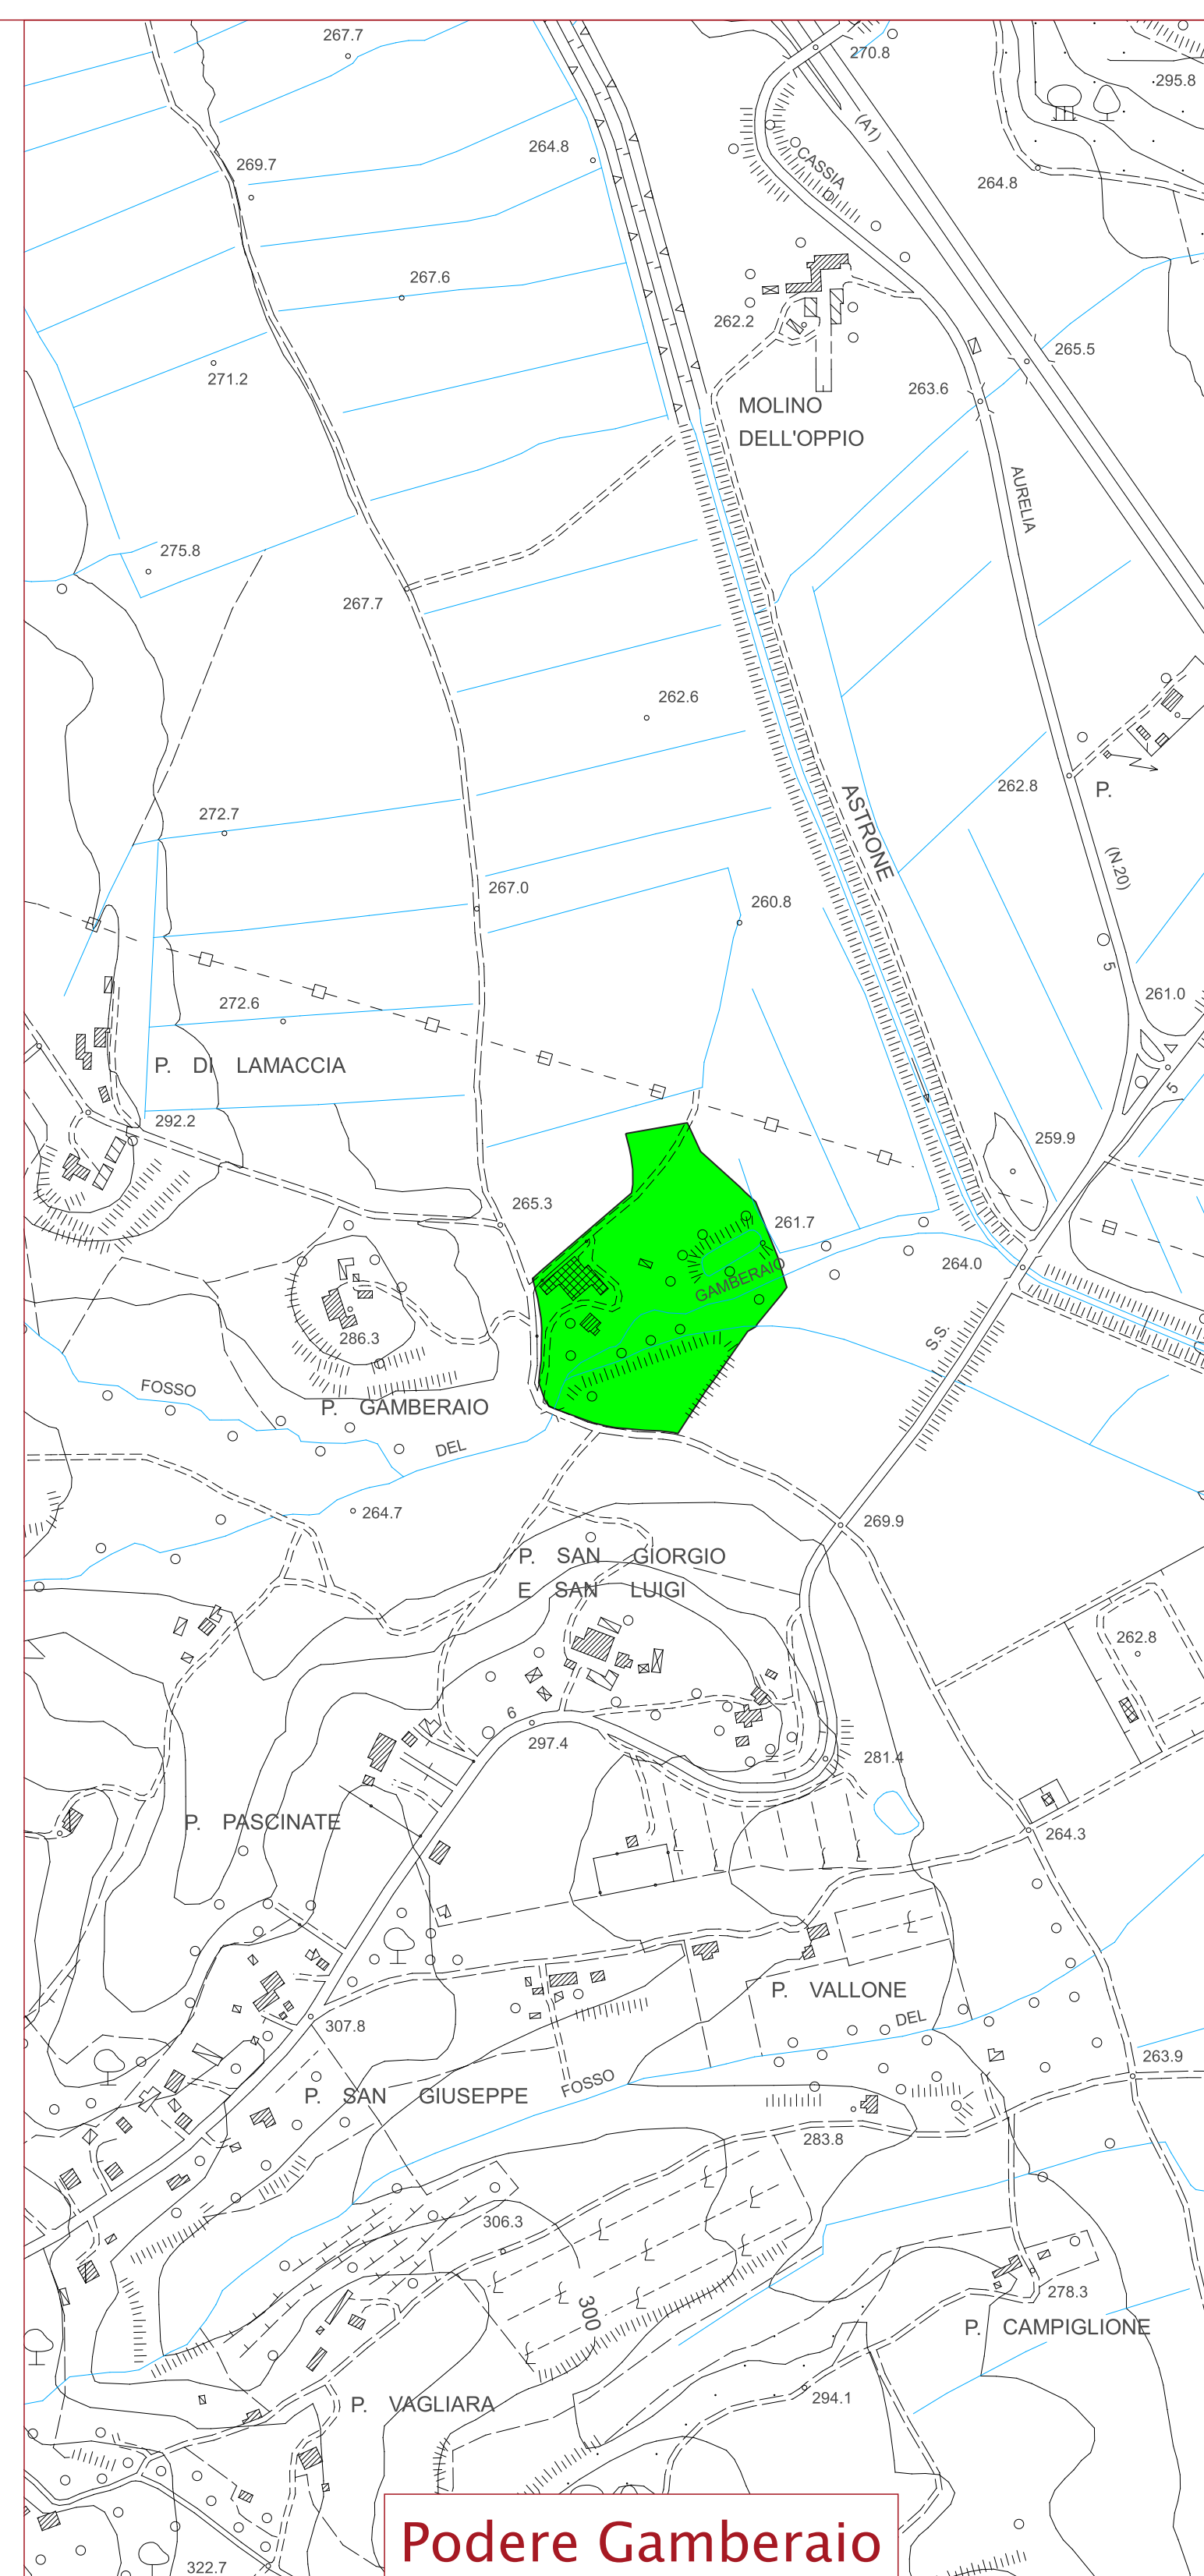 267.7
270.8
295.8
(A1)
264.8
269.7
CASSIA
264.8
267.6
262.2
265.5
271.2
263.6
MOLINO
DELL'OPPIO
AURELIA
275.8
267.7
262.6
262.8
P.
ASTRONE
272.7
(N.20)
267.0
260.8
5
261.0
272.6
P. DI LAMACCIA
5
292.2
259.9
265.3
261.7
264.0
GAMBERAIO
286.3
S.S.
FOSSO
P. GAMBERAIO
DEL
264.7
269.9
P. SAN GIORGIO
E SAN LUIGI
262.8
6
297.4
281.4
P. PASCINATE
264.3
P. VALLONE
DEL
307.8
263.9
FOSSO
P. SAN GIUSEPPE
283.8
306.3
278.3
300
P. CAMPIGLIONE
294.1
P. VAGLIARA
Podere Gamberaio
322.7